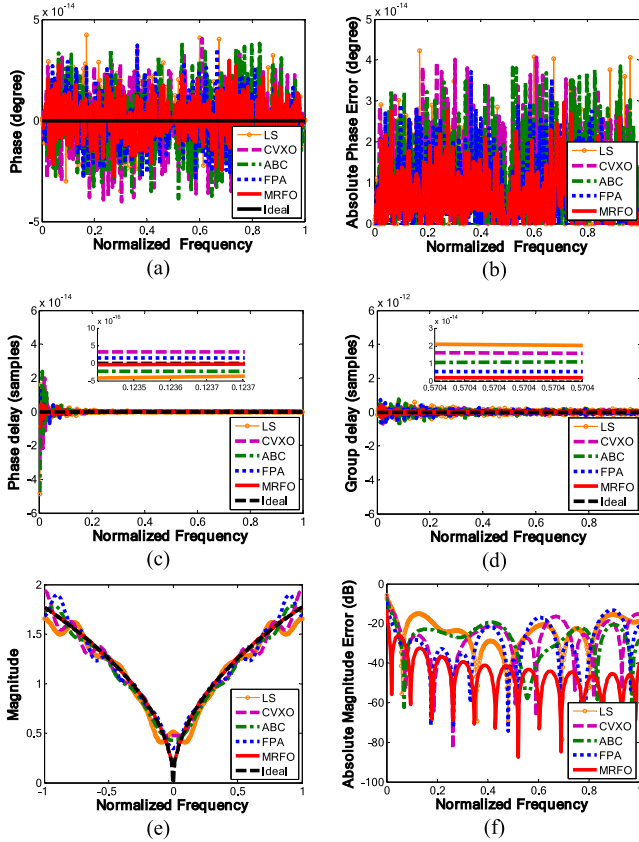 x 10^-14
5
0
-5
Phase (degree)
0 0.2 0.4 0.6 0.8 1
Normalized Frequency
LS
CVXO
ABC
FPA
MRFO
Ideal
(a)
x 10^-14
5
4
3
2
1
0
Absolute Phase Error (degree)
0 0.2 0.4 0.6 0.8 1
Normalized Frequency
LS
CVXO
ABC
FPA
MRFO
(b)
x 10^-14
6
4
2
0
-2
-4
-6
Phase delay (samples)
x 10^-16
10
5
0
-5
0.1235 0.1236 0.1237 0.1237
0 0.2 0.4 0.6 0.8 1
Normalized Frequency
LS
CVXO
ABC
FPA
MRFO
Ideal
(c)
x 10^-12
6
4
2
0
-2
-4
-6
Group delay (samples)
x 10^-14
3
2
1
0
0.5704 0.5704 0.5704 0.5704 0.5704 0.5704
0 0.2 0.4 0.6 0.8 1
Normalized Frequency
LS
CVXO
ABC
FPA
MRFO
Ideal
(d)
2
1.5
1
0.5
0
Magnitude
-1 -0.5 0 0.5 1
Normalized Frequency
LS
CVXO
ABC
FPA
MRFO
Ideal
(e)
0
-20
-40
-60
-80
-100
Absolute Magnitude Error (dB)
0 0.2 0.4 0.6 0.8 1
Normalized Frequency
LS
CVXO
ABC
FPA
MRFO
(f)